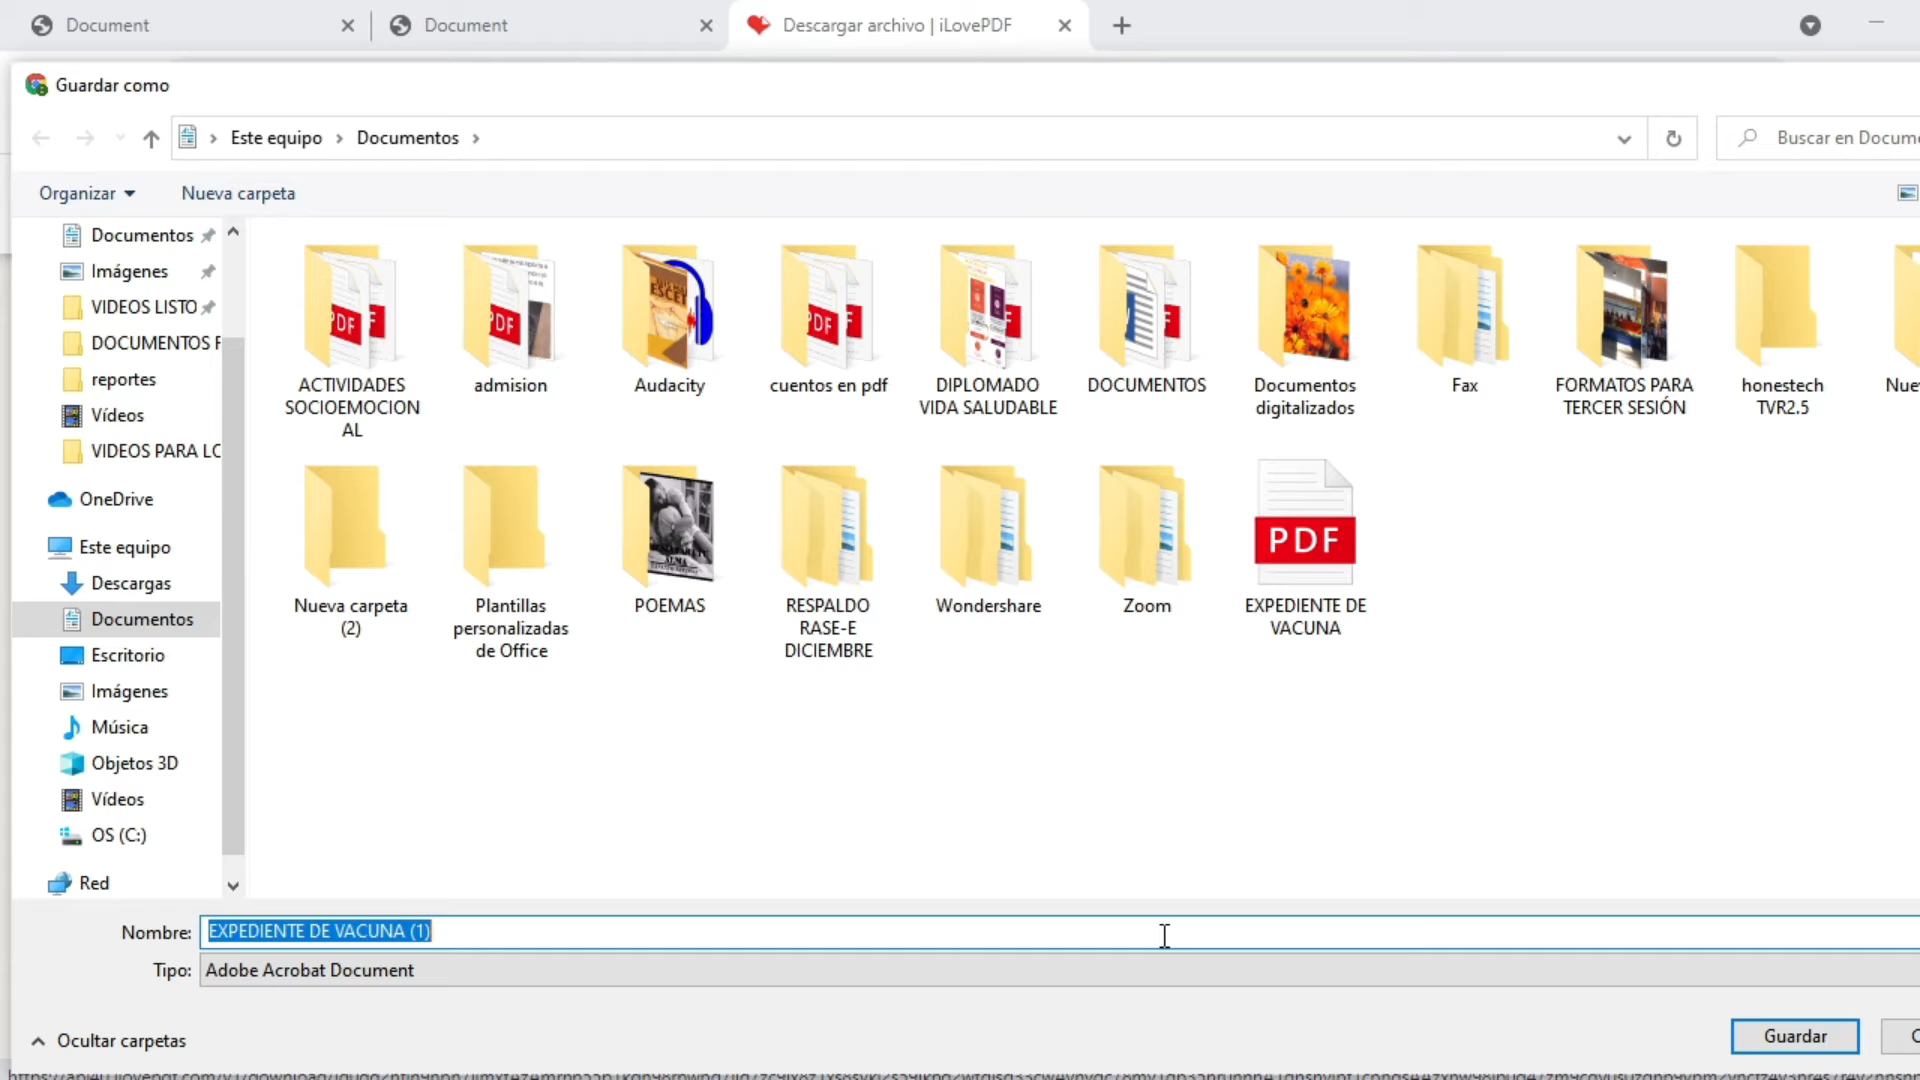 Document
Document
Descargar archivo | iLovePDF
Guardar como
Este equipo
Documentos
Buscar en Docume
Organizar
Nueva carpeta
Documentos
Imágenes
VIDEOS LISTO
DOCUMENTOS F
reportes
Vídeos
VIDEOS PARA LO
OneDrive
Este equipo
Descargas
Documentos
Escritorio
Imágenes
Música
Objetos 3D
Vídeos
OS (C:)
Red
ACTIVIDADES
SOCIOEMOCION
AL
admision
Audacity
cuentos en pdf
DIPLOMADO
VIDA SALUDABLE
DOCUMENTOS
Documentos
digitalizados
Fax
FORMATOS PARA
TERCER SESIÓN
honestech
TVR2.5
Nuev
Nueva carpeta
(2)
Plantillas
personalizadas
de Office
POEMAS
RESPALDO
RASE-E
DICIEMBRE
Wondershare
Zoom
PDF
EXPEDIENTE DE
VACUNA
Nombre:
EXPEDIENTE DE VACUNA (1)
Tipo:
Adobe Acrobat Document
Ocultar carpetas
Guardar
C